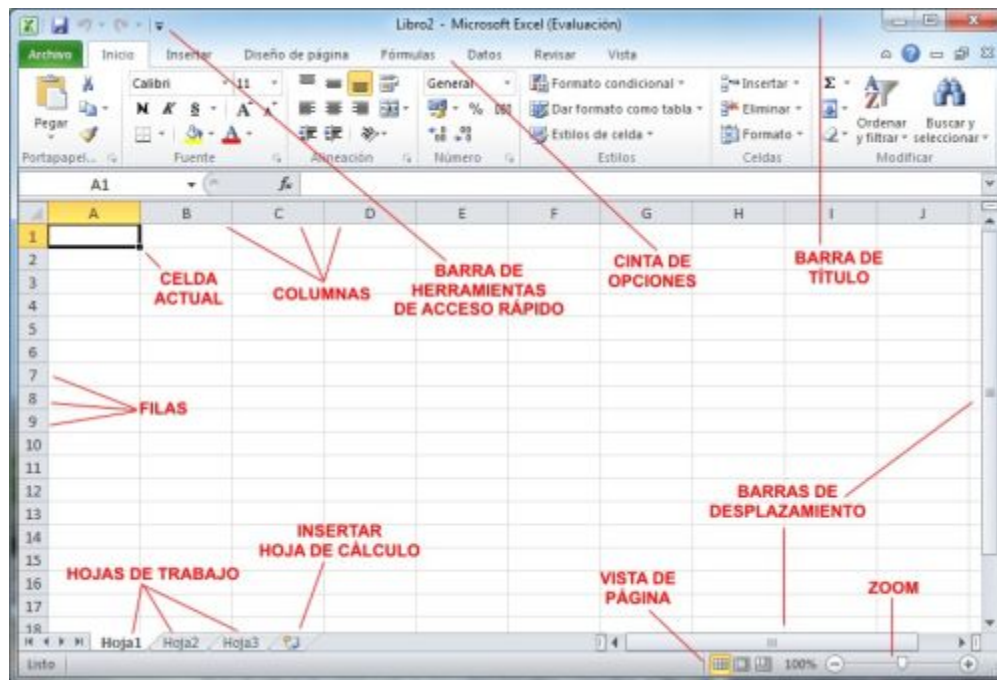 Libro2 - Microsoft Excel (Evaluación)
Archivo Inicio Insertar Diseño de página Fórmulas Datos Revisar Vista
Calibri 11 General Formato condicional Insertar Σ
Pegar N K S A A A % 000 Dar formato como tabla Eliminar Ordenar y filtrar Buscar y seleccionar
Estilos de celda Formato
Portapapel... Fuente Alineación Número Estilos Celdas Modificar
A1 fx
A B C D E F G H I J
1
2
3
4
5
6
7
8
9
10
11
12
13
14
15
16
17
18
CELDA
ACTUAL
COLUMNAS
BARRA DE
HERRAMIENTAS
DE ACCESO RÁPIDO
CINTA DE
OPCIONES
BARRA DE
TÍTULO
FILAS
BARRAS DE
DESPLAZAMIENTO
INSERTAR
HOJA DE CÁLCULO
HOJAS DE TRABAJO
VISTA DE
PÁGINA
ZOOM
Hoja1 Hoja2 Hoja3
Listo 100%